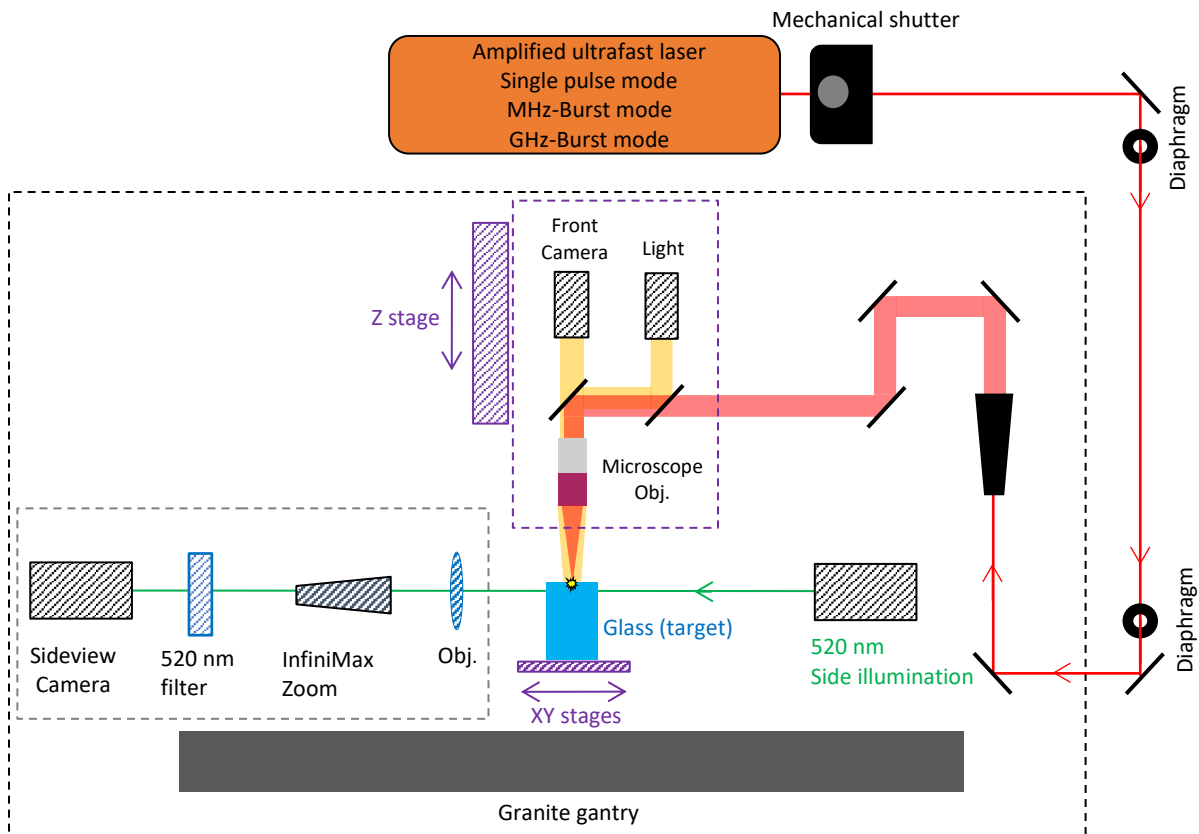 Mechanical shutter
Amplified ultrafast laser
Single pulse mode
MHz-Burst mode
GHz-Burst mode
Diaphragm
Front
Camera
Light
Z stage
Microscope
Obj.
Sideview
Camera
520 nm
filter
InfiniMax
Zoom
Obj.
Glass (target)
XY stages
520 nm
Side illumination
Diaphragm
Granite gantry